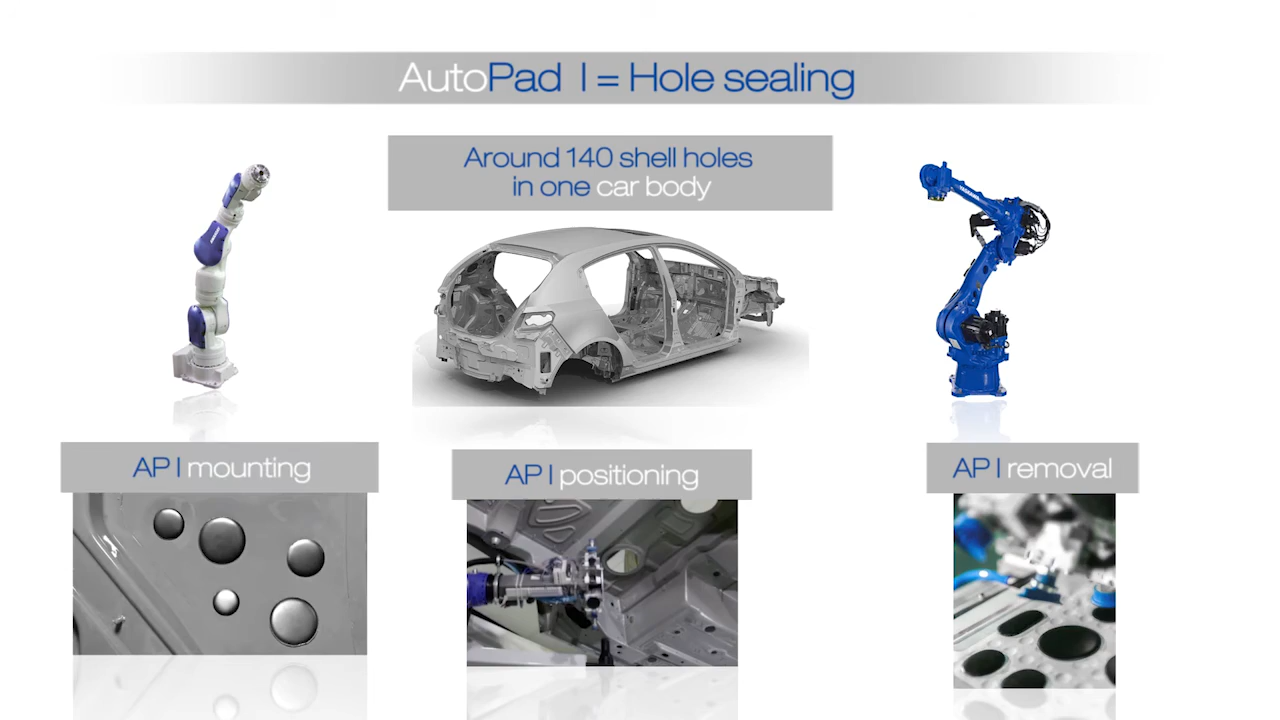 AutoPad I = Hole sealing
Around 140 shell holes
in one car body
AP I mounting
AP I positioning
AP I removal